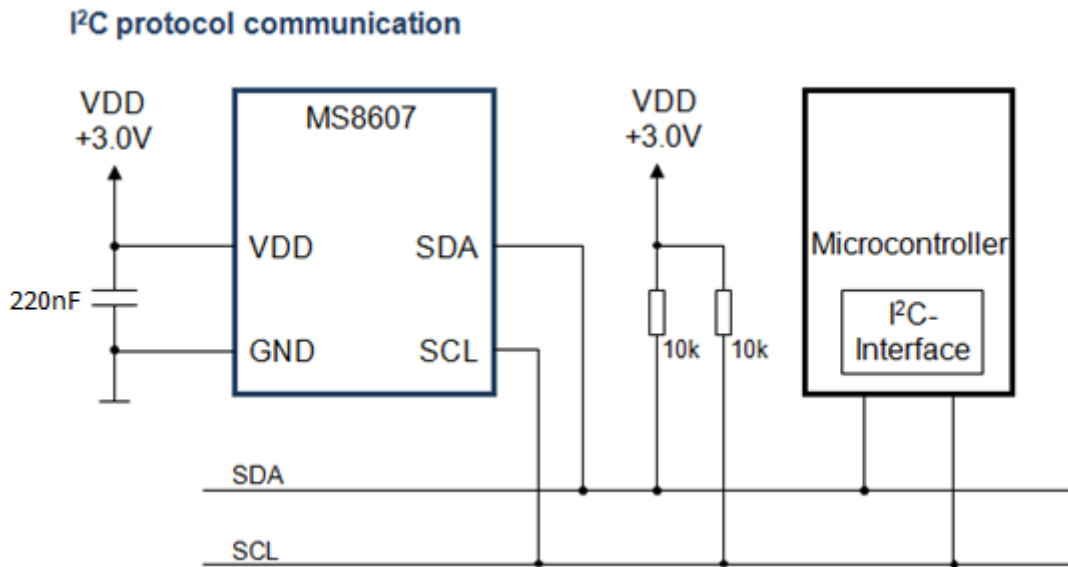 I²C protocol communication
VDD
+3.0V
MS8607
VDD
+3.0V
VDD
SDA
Microcontroller
220nF
I²C-
Interface
GND
SCL
10k
10k
SDA
SCL